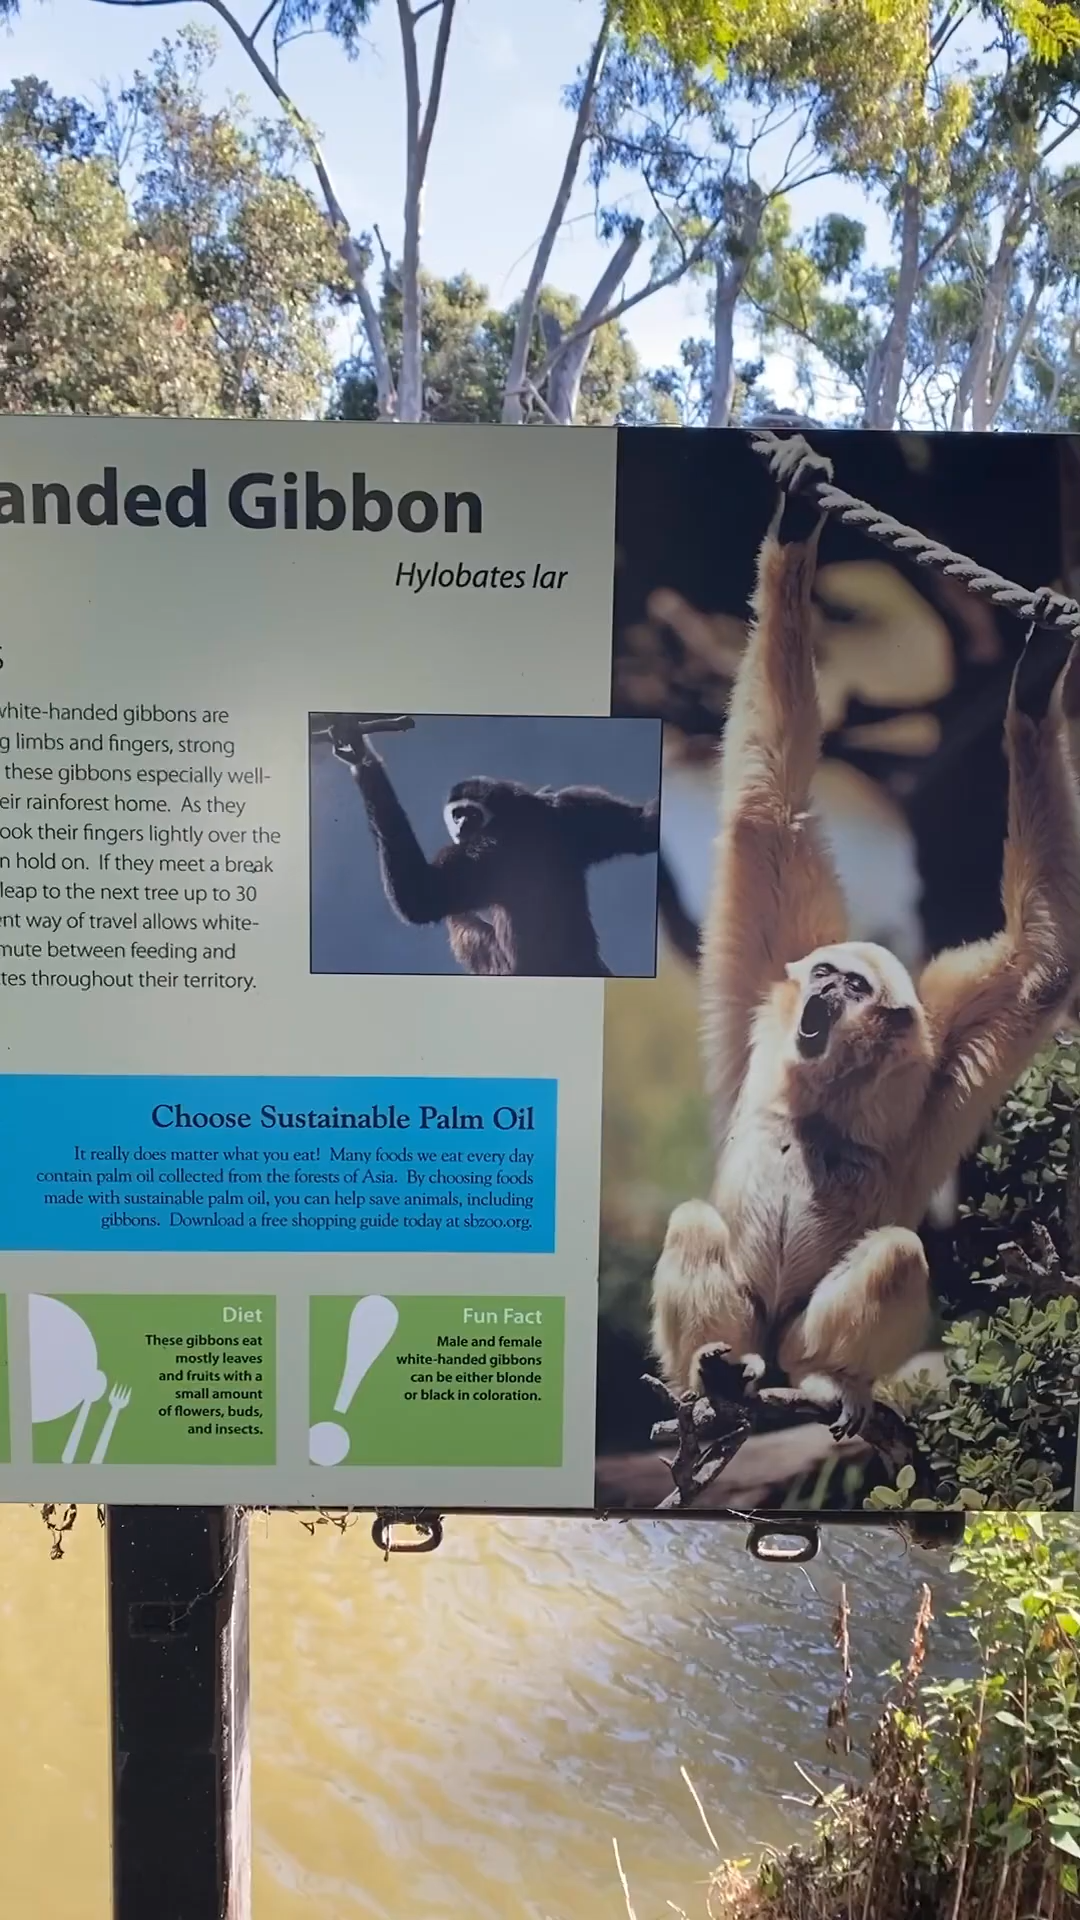 anded Gibbon
Hylobates lar
s
white-handed gibbons are
g limbs and fingers, strong
these gibbons especially well-
eir rainforest home. As they
ook their fingers lightly over the
n hold on. If they meet a break
leap to the next tree up to 30
ent way of travel allows white-
mute between feeding and
tes throughout their territory.
Choose Sustainable Palm Oil
It really does matter what you eat! Many foods we eat every day
contain palm oil collected from the forests of Asia. By choosing foods
made with sustainable palm oil, you can help save animals, including
gibbons. Download a free shopping guide today at sbzoo.org.
Diet
These gibbons eat
mostly leaves
and fruits with a
small amount
of flowers, buds,
and insects.
Fun Fact
Male and female
white-handed gibbons
can be either blonde
or black in coloration.